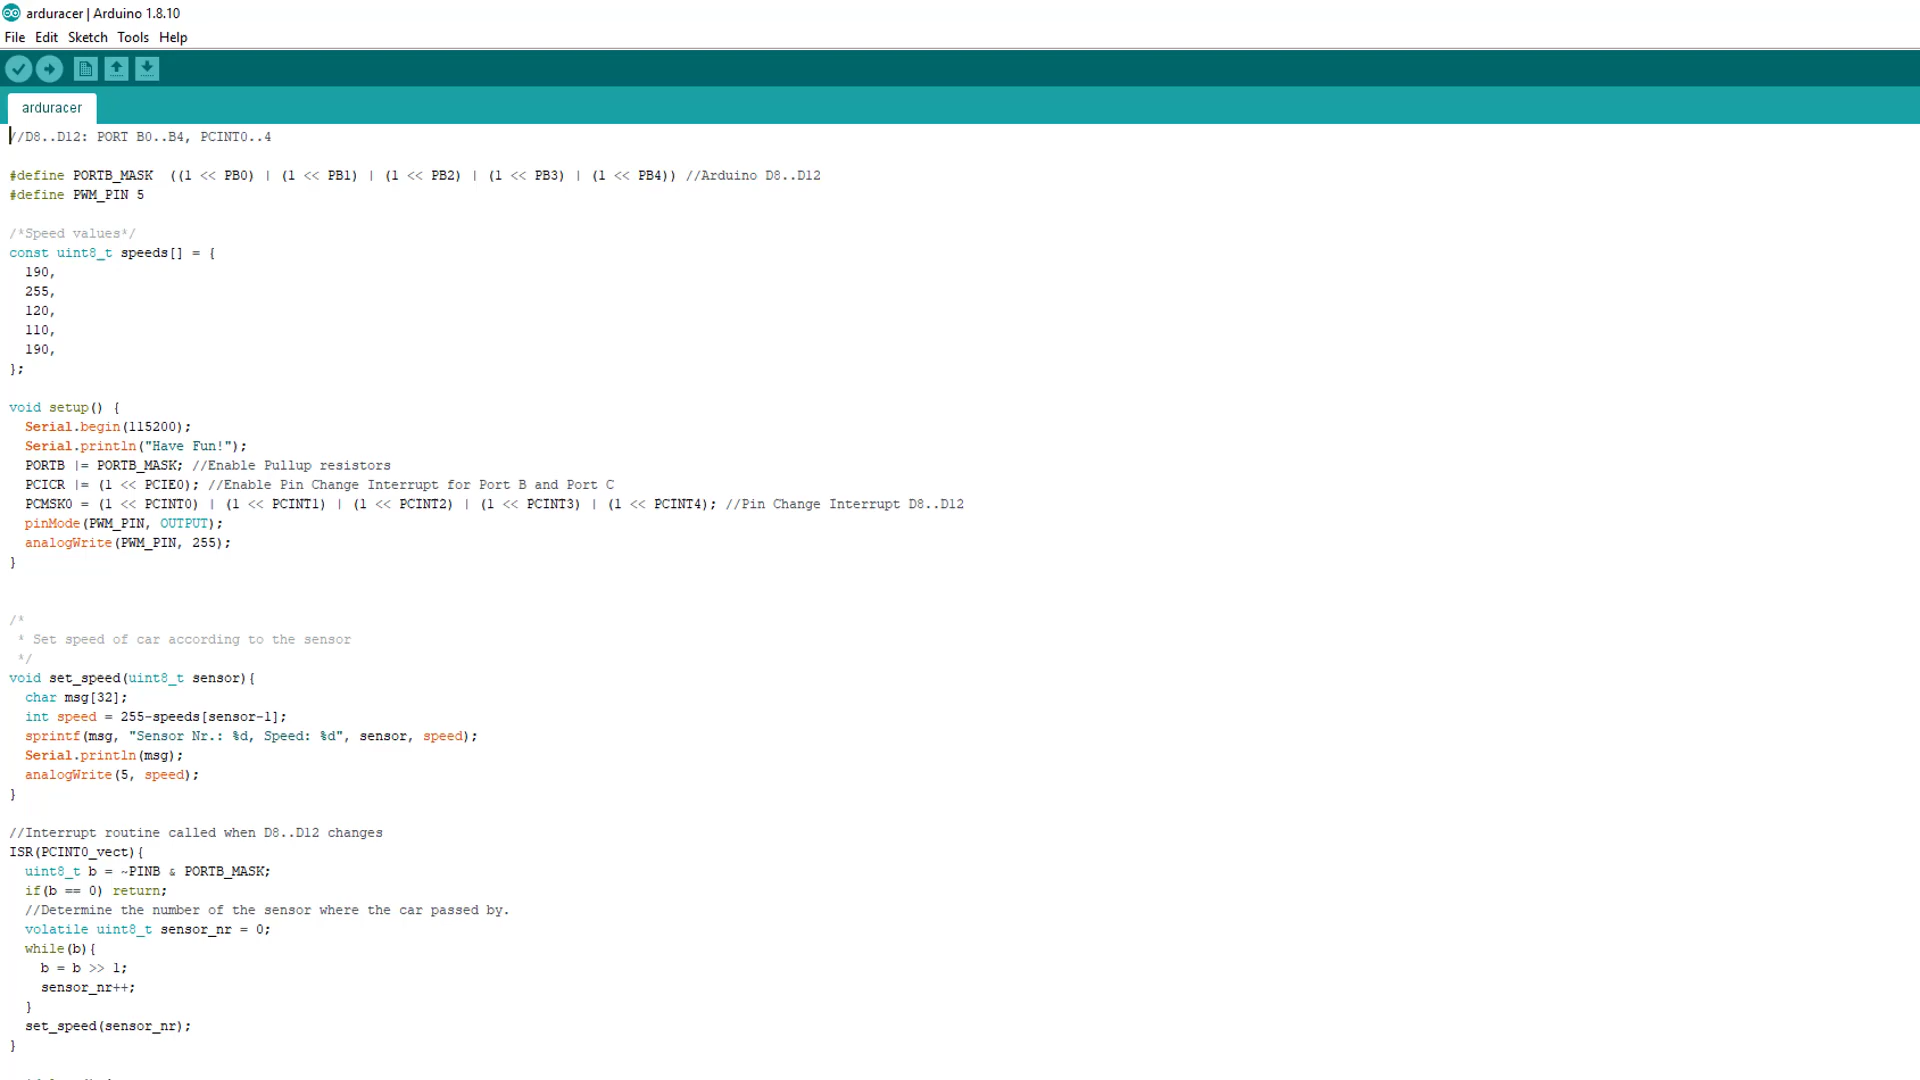 arduracer | Arduino 1.8.10
File Edit Sketch Tools Help
arduracer
//D8..D12: PORT B0..B4, PCINT0..4
#define PORTB_MASK  ((1 << PB0) | (1 << PB1) | (1 << PB2) | (1 << PB3) | (1 << PB4)) //Arduino D8..D12
#define PWM_PIN 5
/*Speed values*/
const uint8_t speeds[] = {
  190,
  255,
  120,
  110,
  190,
};
void setup() {
  Serial.begin(115200);
  Serial.println("Have Fun!");
  PORTB |= PORTB_MASK; //Enable Pullup resistors
  PCICR |= (1 << PCIE0); //Enable Pin Change Interrupt for Port B and Port C
  PCMSK0 = (1 << PCINT0) | (1 << PCINT1) | (1 << PCINT2) | (1 << PCINT3) | (1 << PCINT4); //Pin Change Interrupt D8..D12
  pinMode(PWM_PIN, OUTPUT);
  analogWrite(PWM_PIN, 255);
}
/*
 * Set speed of car according to the sensor
 */
void set_speed(uint8_t sensor){
  char msg[32];
  int speed = 255-speeds[sensor-1];
  sprintf(msg, "Sensor Nr.: %d, Speed: %d", sensor, speed);
  Serial.println(msg);
  analogWrite(5, speed);
}
//Interrupt routine called when D8..D12 changes
ISR(PCINT0_vect){
  uint8_t b = ~PINB & PORTB_MASK;
  if(b == 0) return;
  //Determine the number of the sensor where the car passed by.
  volatile uint8_t sensor_nr = 0;
  while(b){
    b = b >> 1;
    sensor_nr++;
  }
  set_speed(sensor_nr);
}